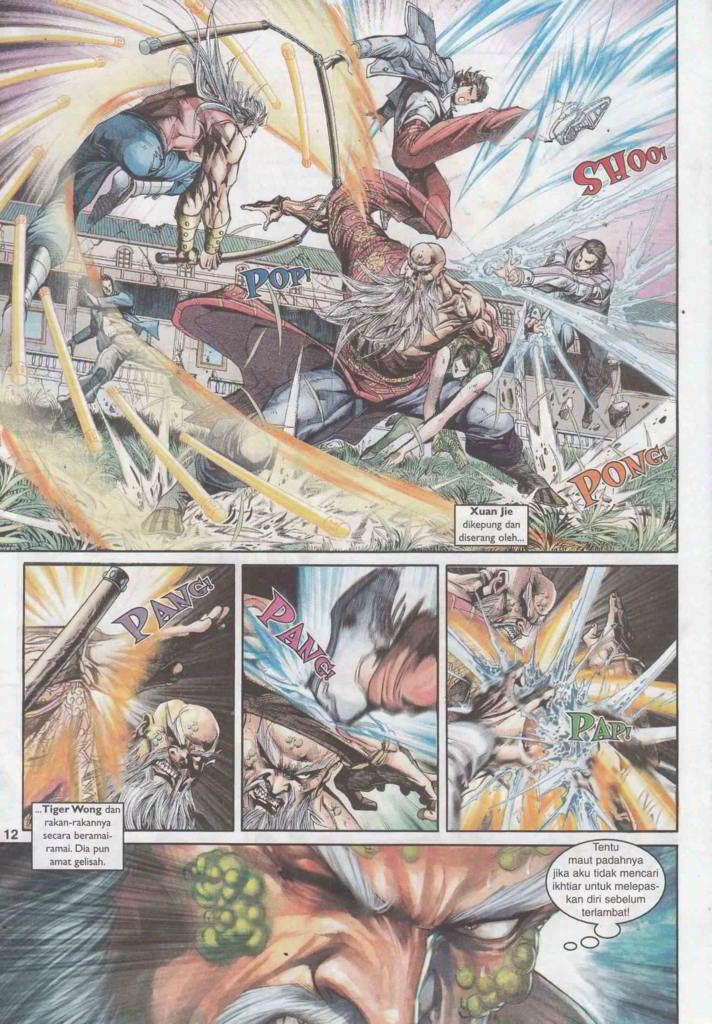 SHOO!
POP!
PONG!
Xuan Jie
dikepung dan
diserang oleh...
PANG!
PANG!
PAP!
12
...Tiger Wong dan
rakan-rakannya
secara beramai-
ramai. Dia pun
amat gelisah.
Tentu
maut padahnya
jika aku tidak mencari
ikhtiar untuk melepas-
kan diri sebelum
terlambat!